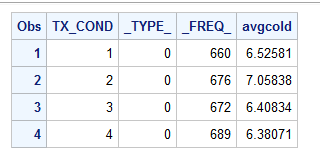 Obs TX_COND _TYPE_ _FREQ_ avgcold
1 1 0 660 6.52581
2 2 0 676 7.05838
3 3 0 672 6.40834
4 4 0 689 6.38071